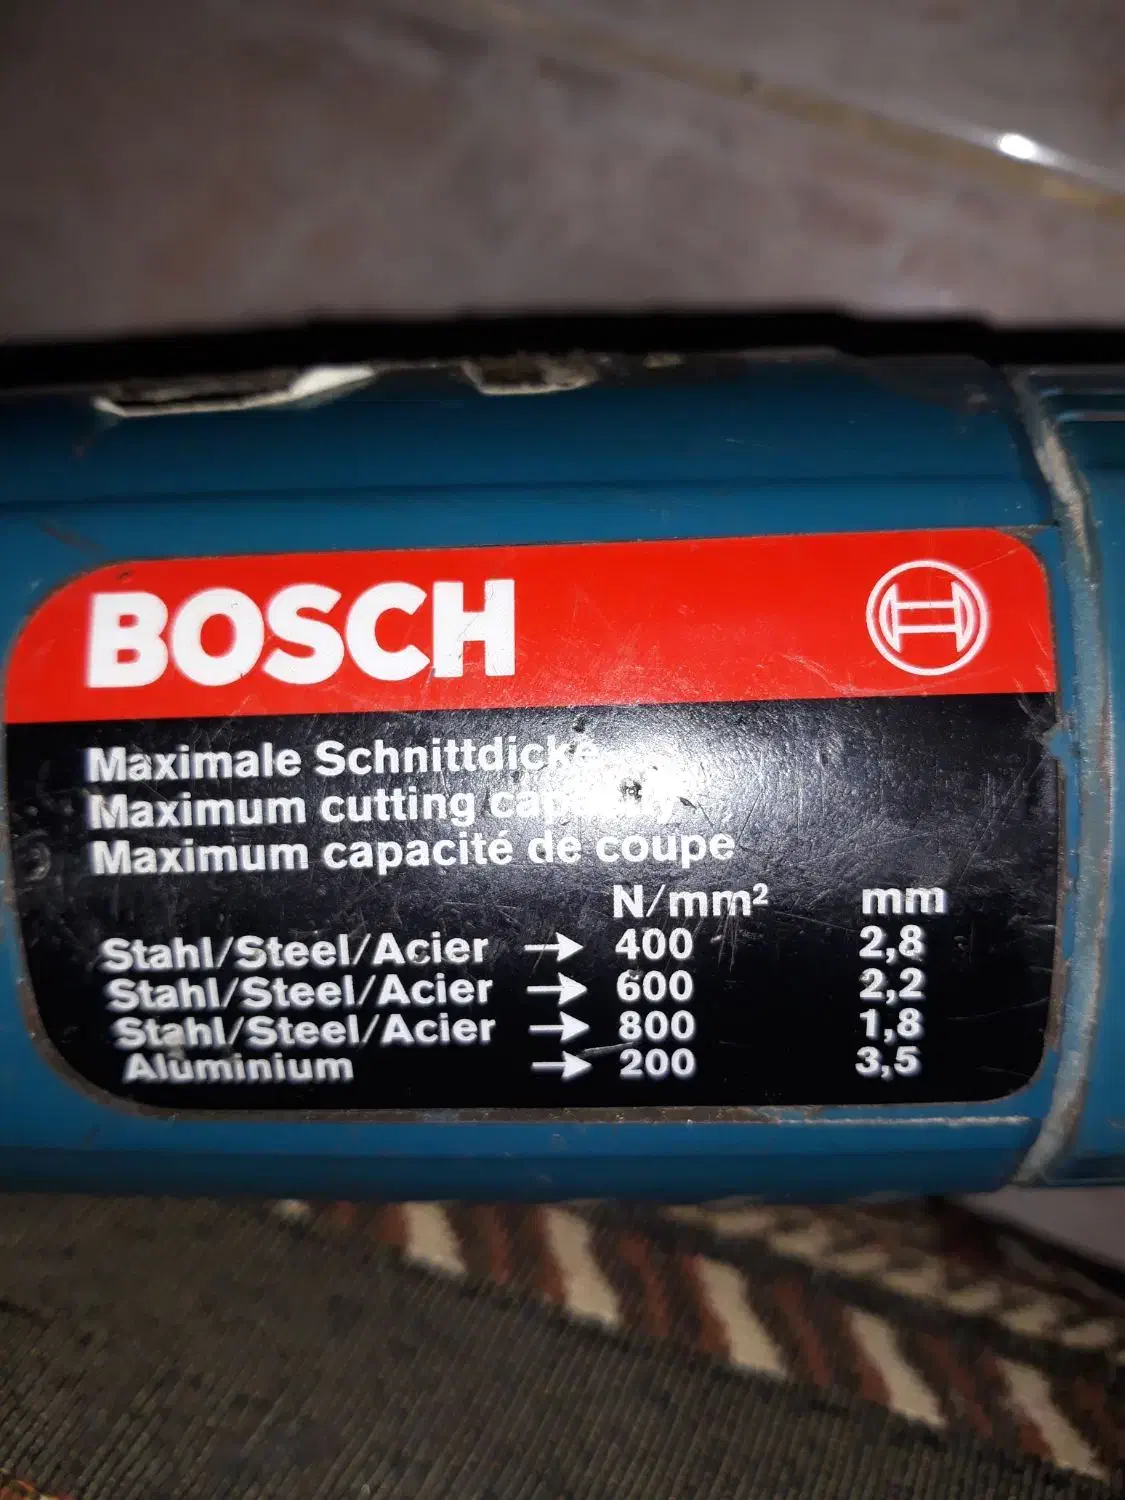 BOSCH
Maximale Schnittdicke
Maximum cutting capacity
Maximum capacité de coupe
N/mm² mm
Stahl/Steel/Acier → 400 2,8
Stahl/Steel/Acier → 600 2,2
Stahl/Steel/Acier → 800 1,8
Aluminium → 200 3,5